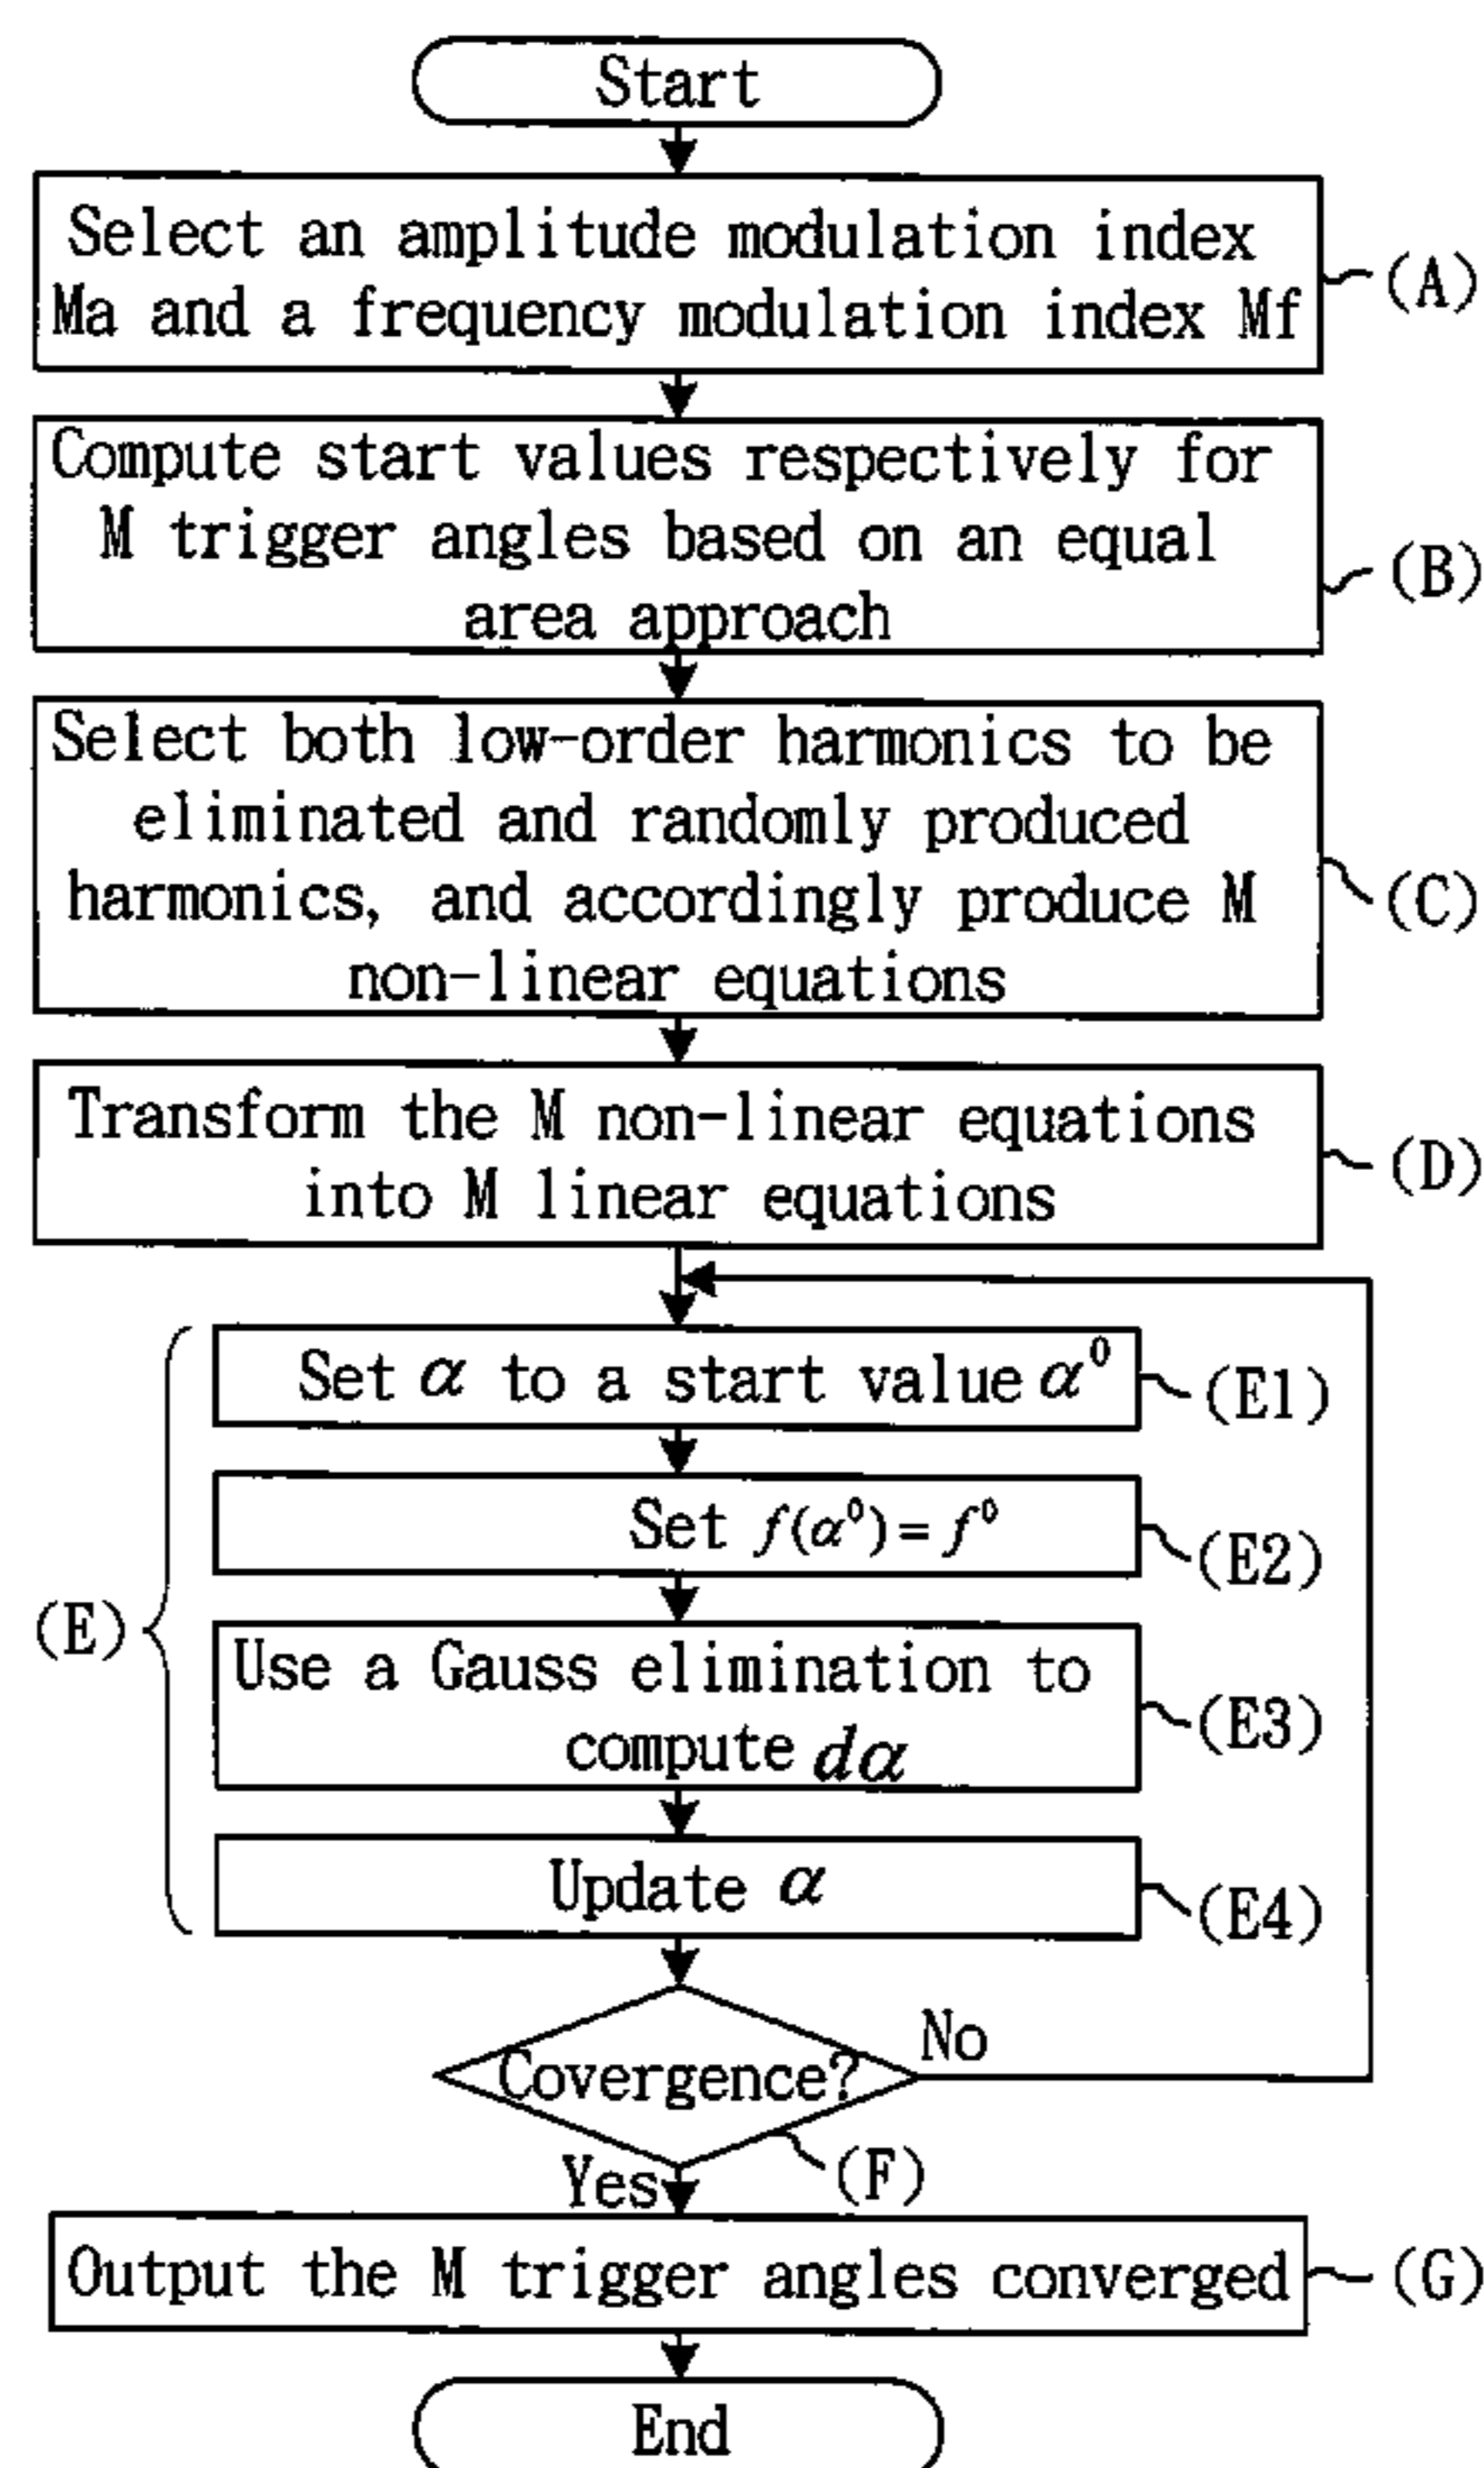 Start
Select an amplitude modulation index
Ma and a frequency modulation index Mf
(A)
Compute start values respectively for
M trigger angles based on an equal
area approach
(B)
Select both low-order harmonics to be
eliminated and randomly produced
harmonics, and accordingly produce M
non-linear equations
(C)
Transform the M non-linear equations
into M linear equations
(D)
(E)
Set α to a start value α⁰
(E1)
Set f(α⁰) = f⁰
(E2)
Use a Gauss elimination to
compute dα
(E3)
Update α
(E4)
Covergence?
No
(F)
Yes
Output the M trigger angles converged
(G)
End